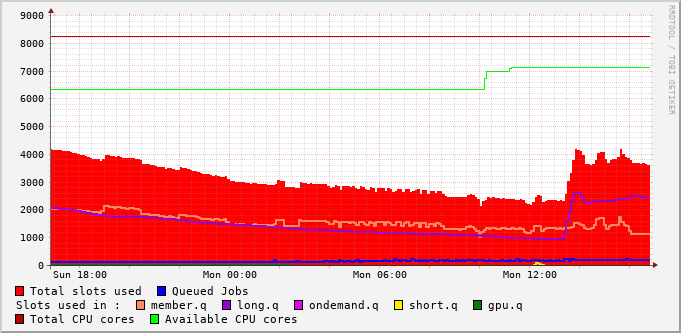 9000
8000
7000
6000
5000
4000
3000
2000
1000
0
Sun 18:00 Mon 00:00 Mon 06:00 Mon 12:00
Total slots used Queued Jobs
Slots used in : member.q long.q ondemand.q short.q gpu.q
Total CPU cores Available CPU cores
RRDTOOL / TOBI OETIKER